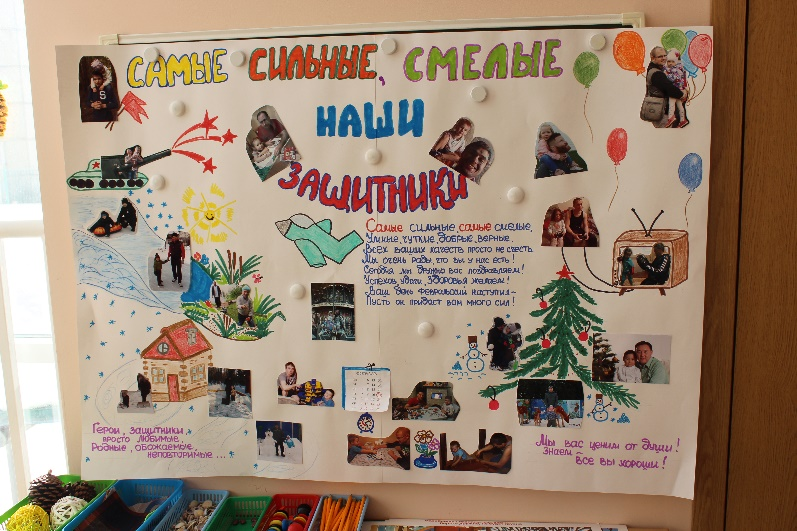 САМЫЕ СИЛЬНЫЕ, СМЕЛЫЕ
НАШИ
ЗАЩИТНИКИ
Самые сильные, самые смелые,
Умные, чуткие, добрые, верные,
Всех ваших качеств просто не счесть
Мы очень рады, что вы у нас есть!
Сегодня мы дружно вас поздравляем!
Успеха, удачи, здоровья желаем!
Ваш день февральский наступил-
Пусть он придаст вам много сил!
Герои, защитники
просто любимые
Родные, обожаемые,
неповторимые ...
Мы вас ценим от души!
Знаем -
все вы хороши!